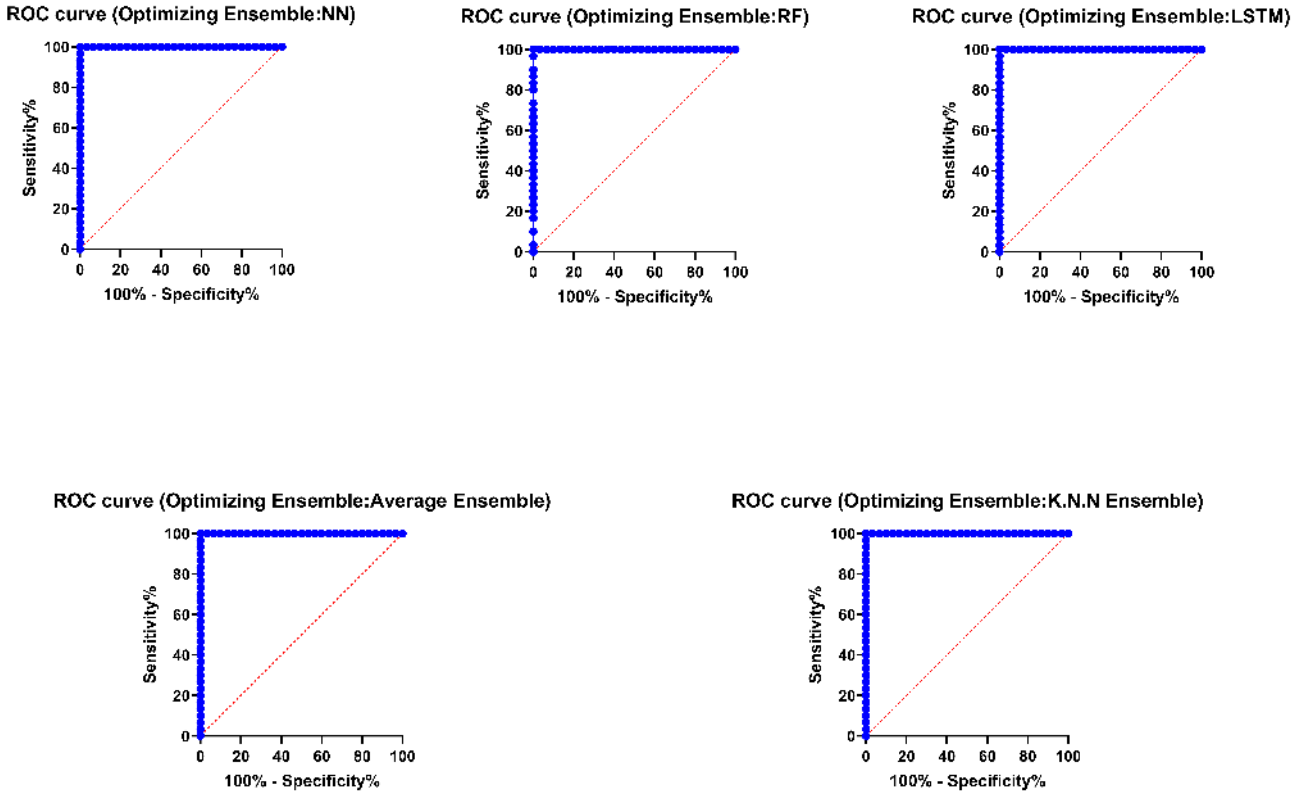 ROC curve (Optimizing Ensemble:NN)
100
80
60
40
20
0
Sensitivity%
0 20 40 60 80 100
100% - Specificity%
ROC curve (Optimizing Ensemble:RF)
100
80
60
40
20
0
Sensitivity%
0 20 40 60 80 100
100% - Specificity%
ROC curve (Optimizing Ensemble:LSTM)
100
80
60
40
20
0
Sensitivity%
0 20 40 60 80 100
100% - Specificity%
ROC curve (Optimizing Ensemble:Average Ensemble)
100
80
60
40
20
0
Sensitivity%
0 20 40 60 80 100
100% - Specificity%
ROC curve (Optimizing Ensemble:K.N.N Ensemble)
100
80
60
40
20
0
Sensitivity%
0 20 40 60 80 100
100% - Specificity%